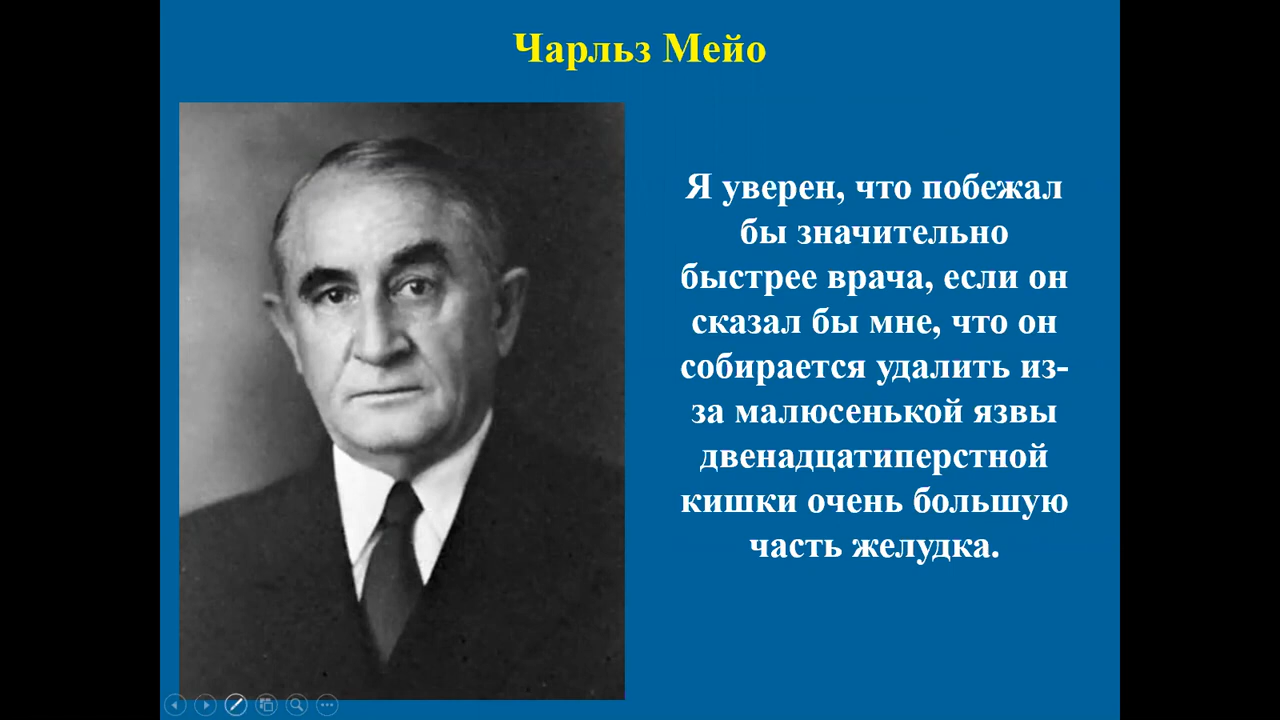 Чарльз Мейо
Я уверен, что побежал
бы значительно
быстрее врача, если он
сказал бы мне, что он
собирается удалить из-
за малюсенькой язвы
двенадцатиперстной
кишки очень большую
часть желудка.